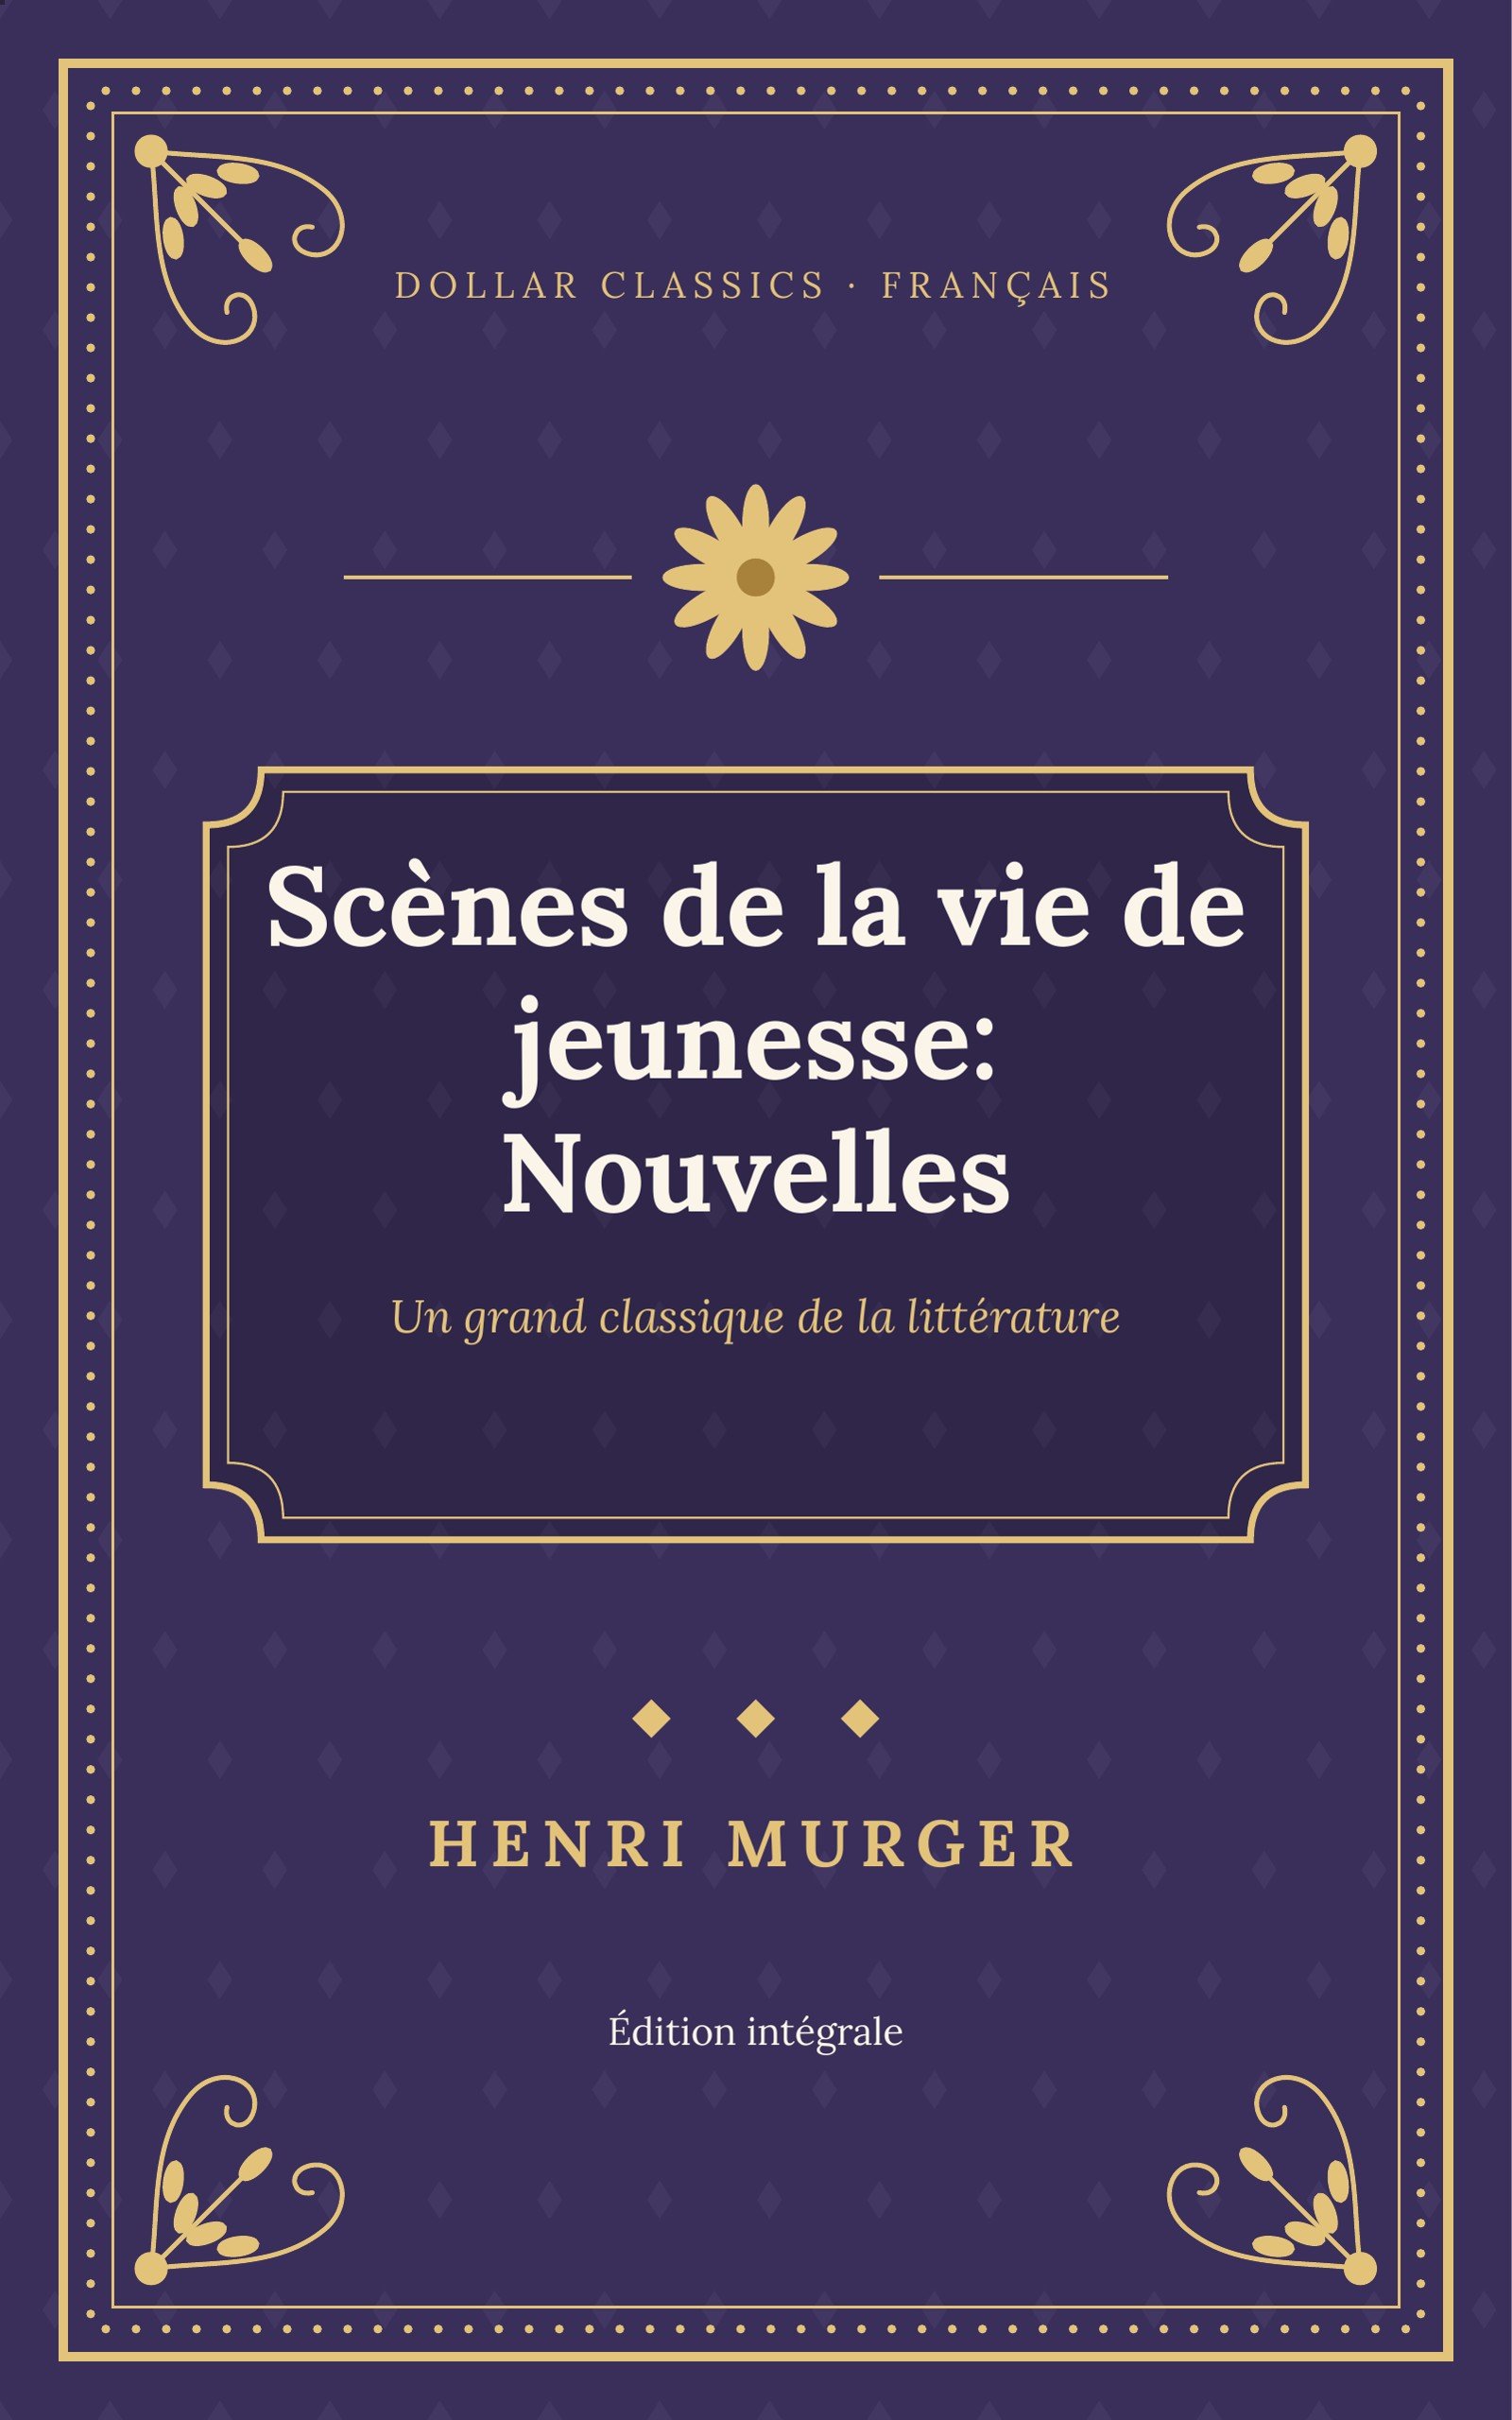 DOLLAR CLASSICS · FRANÇAIS
Scènes de la vie de
jeunesse:
Nouvelles
Un grand classique de la littérature
HENRI MURGER
Édition intégrale